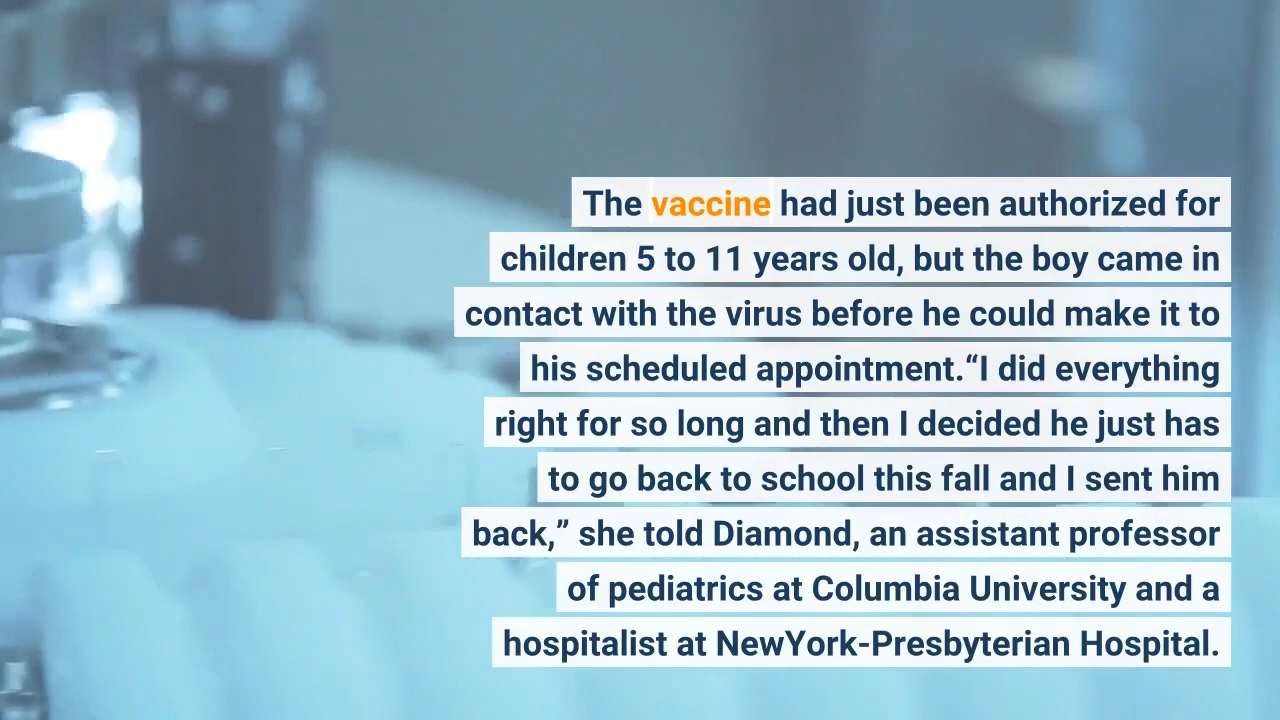 The vaccine had just been authorized for
children 5 to 11 years old, but the boy came in
contact with the virus before he could make it to
his scheduled appointment.“I did everything
right for so long and then I decided he just has
to go back to school this fall and I sent him
back,” she told Diamond, an assistant professor
of pediatrics at Columbia University and a
hospitalist at NewYork-Presbyterian Hospital.